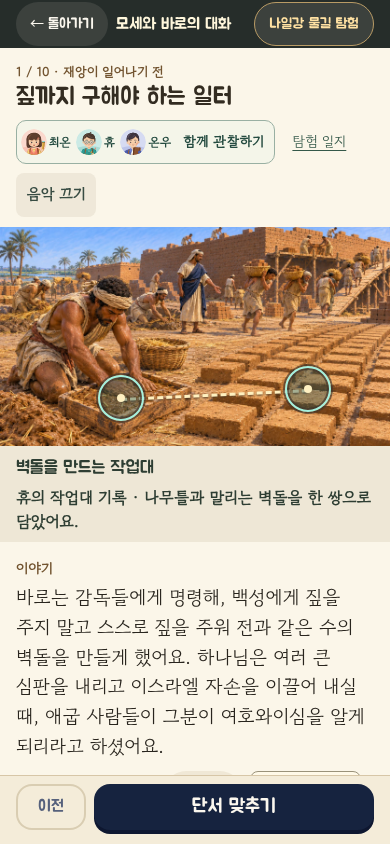 ← 돌아가기
모세와 바로의 대화
나일강 물길 탐험
1 / 10 · 재앙이 일어나기 전
짚까지 구해야 하는 일터
최온
휴
온우
함께 관찰하기
탐험 일지
음악 끄기
벽돌을 만드는 작업대
휴의 작업대 기록 · 나무틀과 말리는 벽돌을 한 쌍으로
담았어요.
이야기
바로는 감독들에게 명령해, 백성에게 짚을
주지 말고 스스로 짚을 주워 전과 같은 수의
벽돌을 만들게 했어요. 하나님은 여러 큰
심판을 내리고 이스라엘 자손을 이끌어 내실
때, 애굽 사람들이 그분이 여호와이심을 알게
되리라고 하셨어요.
이전
단서 맞추기